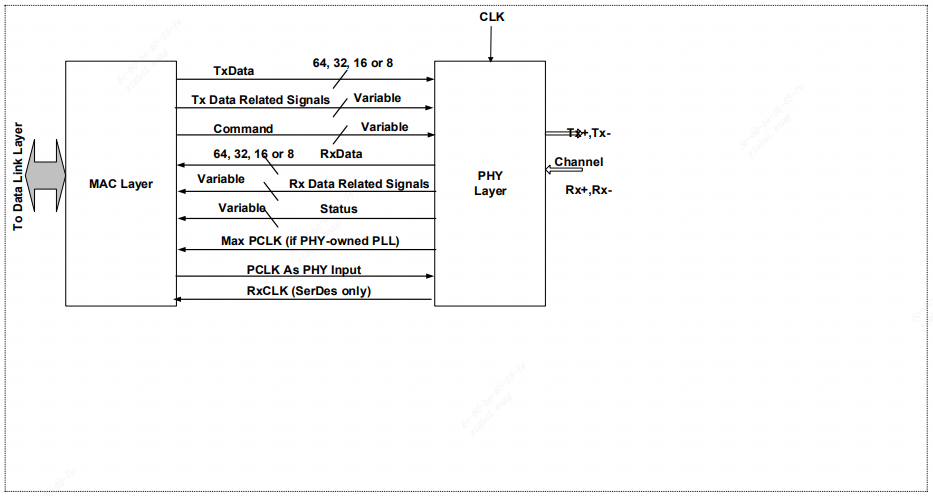 CLK
64, 32, 16 or 8
TxData
Tx Data Related Signals
Variable
Command
Variable
64, 32, 16 or 8
RxData
Variable
Rx Data Related Signals
Variable
Status
Max PCLK (if PHY-owned PLL)
PCLK As PHY Input
RxCLK (SerDes only)
To Data Link Layer
MAC Layer
PHY
Layer
Tx+,Tx-
Channel
Rx+,Rx-